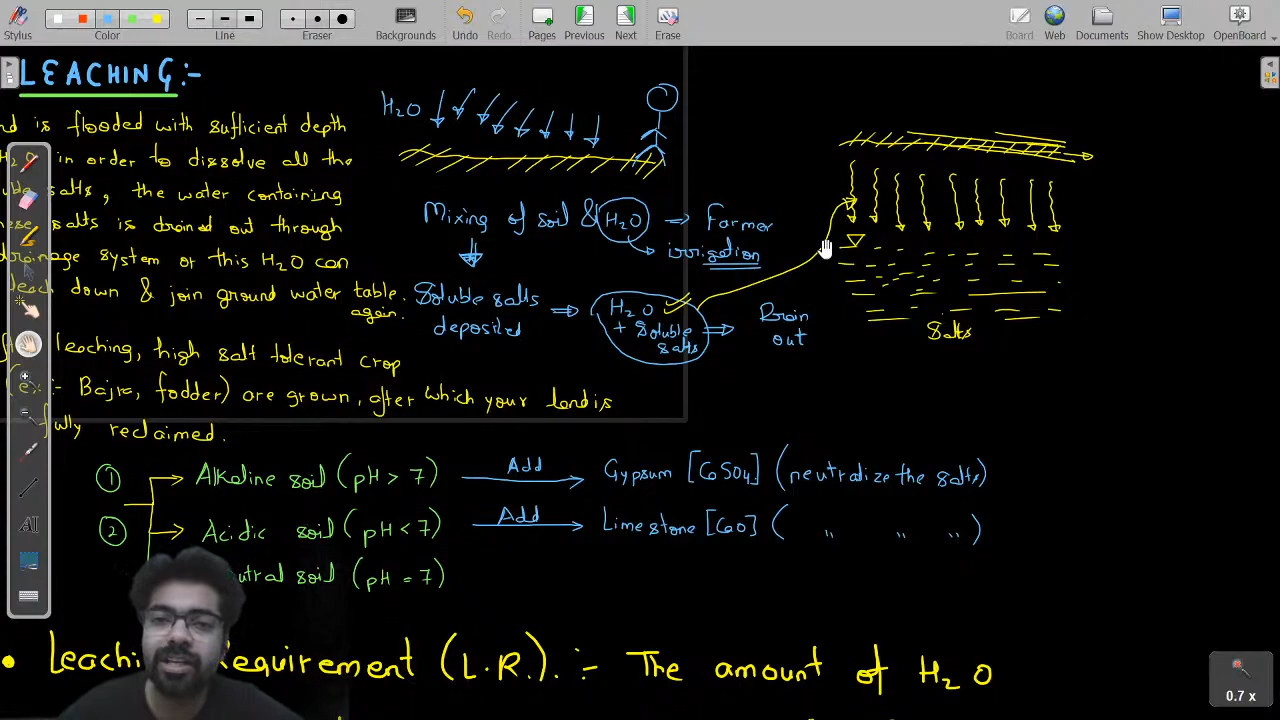 Stylus
Color
Line
Eraser
Backgrounds
Undo
Redo
Pages
Previous
Next
Erase
Board
Web
Documents
Show Desktop
OpenBoard
LEACHING:-
nd is flooded with sufficient depth
H2O in order to dissolve all the
uble salts, the water containing
hese salts is drained out through
drainage system or this H2O can
leach down & join ground water table
again.
leaching, high salt tolerant crop
(ex:- Bajra, fodder) are grown, after which your land is
fully reclaimed.
H2O
Mixing of soil & H2O => Farmer
irrigation
Soluble salts
deposited
=> H2O
+ Soluble
salts
=> Drain
out
Salts
① Alkaline soil (pH > 7) Add Gypsum [CaSO4] (neutralize the salts)
② Acidic soil (pH < 7) Add Limestone [CaO] ( " " " )
utral soil (pH = 7)
• Leachi Requirement (L.R.).:- The amount of H2O
AI
0.7 x